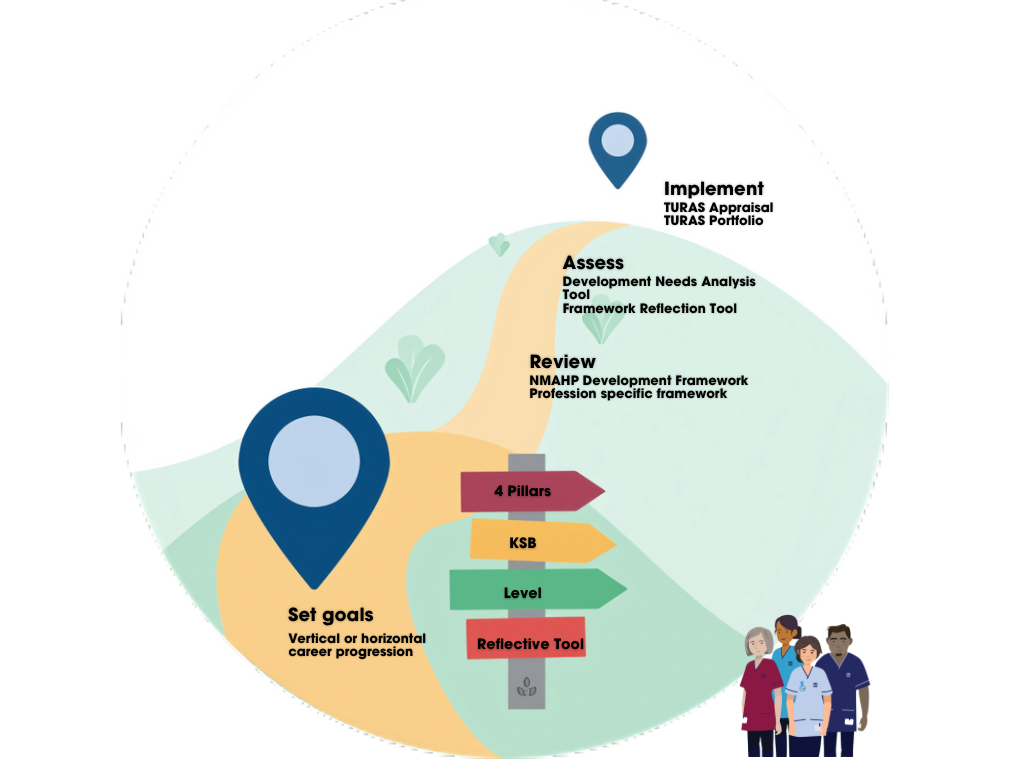 Implement
TURAS Appraisal
TURAS Portfolio
Assess
Development Needs Analysis
Tool
Framework Reflection Tool
Review
NMAHP Development Framework
Profession specific framework
4 Pillars
KSB
Level
Reflective Tool
Set goals
Vertical or horizontal
career progression